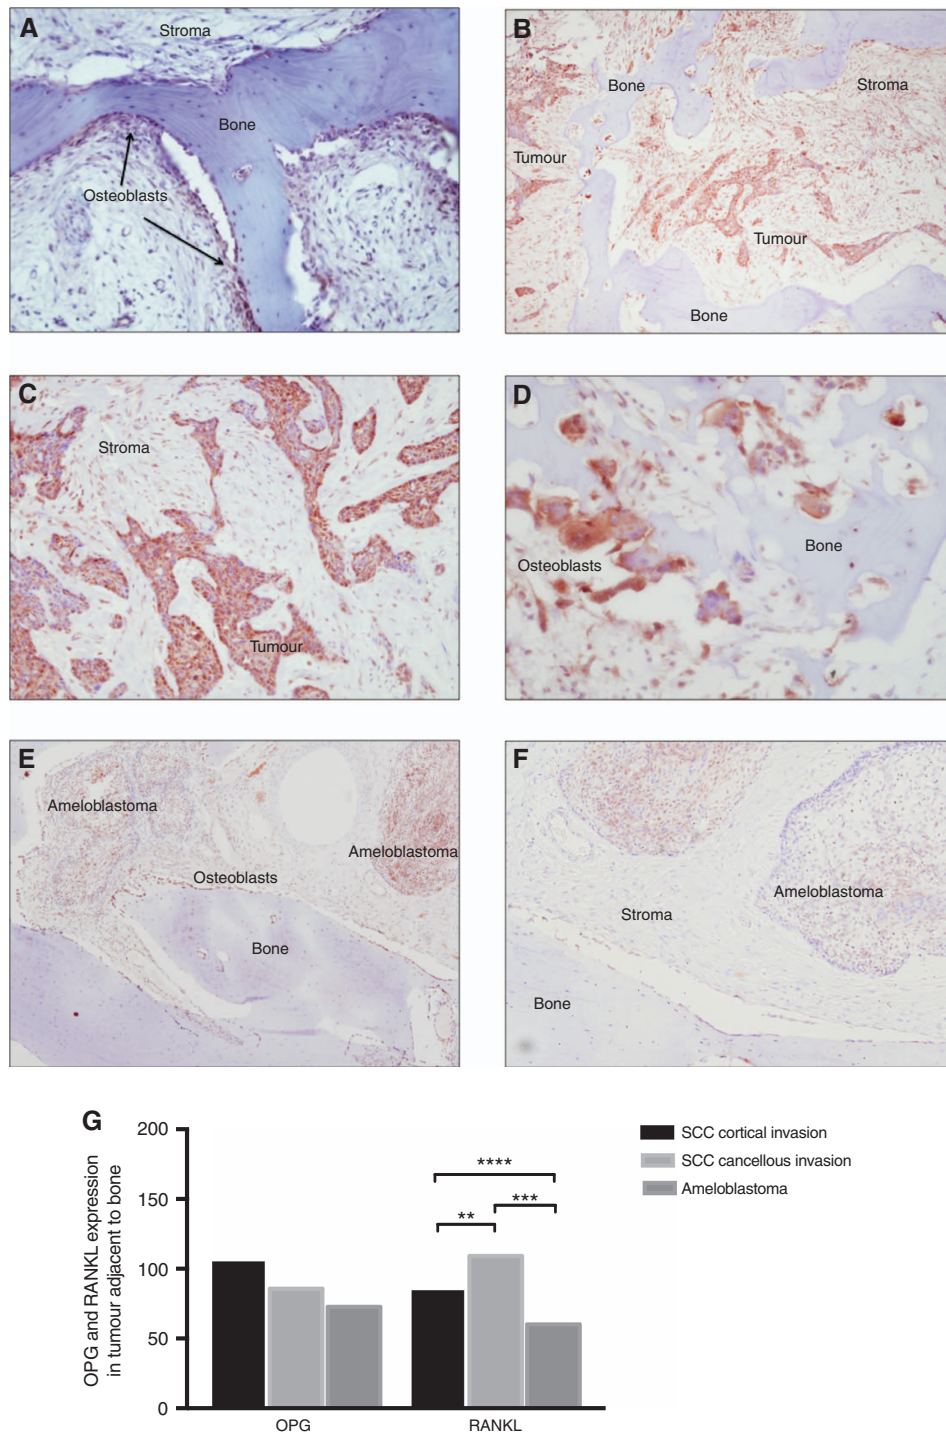 A
Stroma
Bone
Osteoblasts
B
Bone
Stroma
Tumour
Tumour
Bone
C
Stroma
Tumour
D
Bone
Osteoblasts
E
Ameloblastoma
Ameloblastoma
Osteoblasts
Bone
F
Ameloblastoma
Stroma
Bone
G
OPG and RANKL expression
in tumour adjacent to bone
200
150
100
50
0
****
***
**
OPG
RANKL
SCC cortical invasion
SCC cancellous invasion
Ameloblastoma